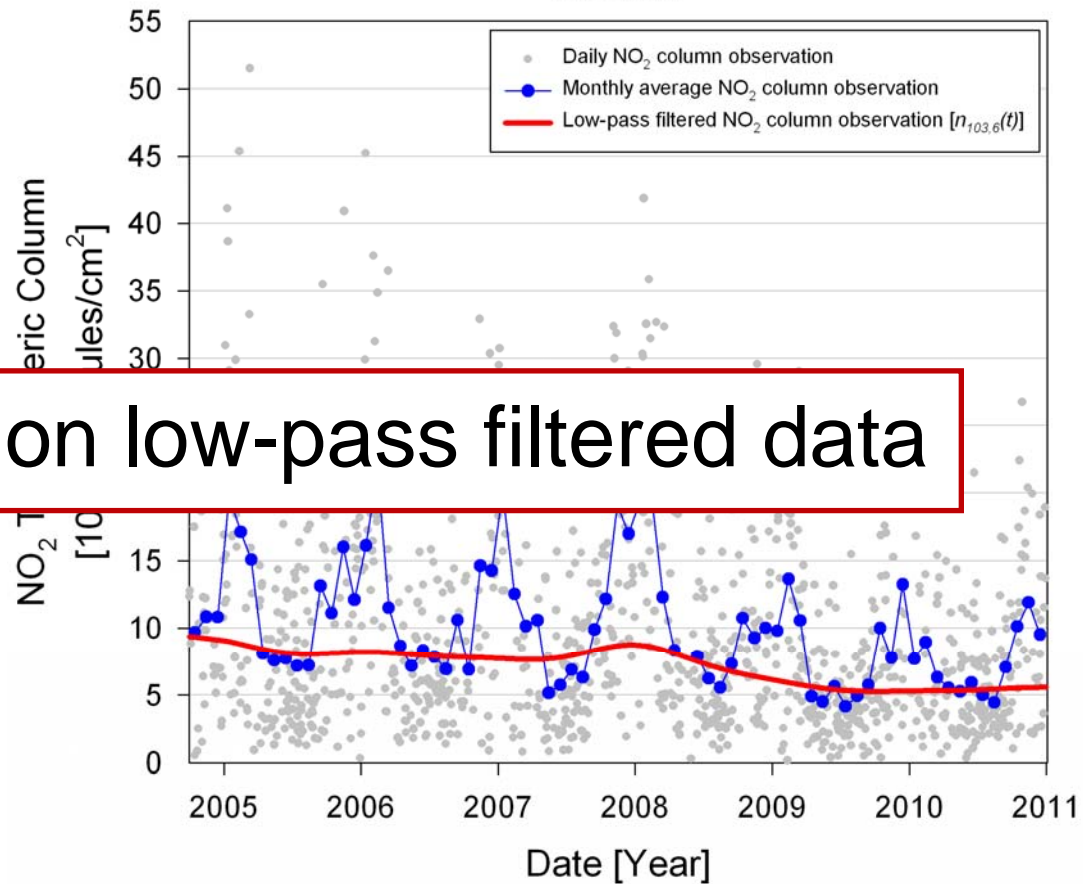 55
50
45
40
35
30
15
10
5
0
Daily NO₂ column observation
Monthly average NO₂ column observation
Low-pass filtered NO₂ column observation [n₁₀₃,₆(t)]
on low-pass filtered data
NO₂ T eric Column
[10 ules/cm²]
2005 2006 2007 2008 2009 2010 2011
Date [Year]